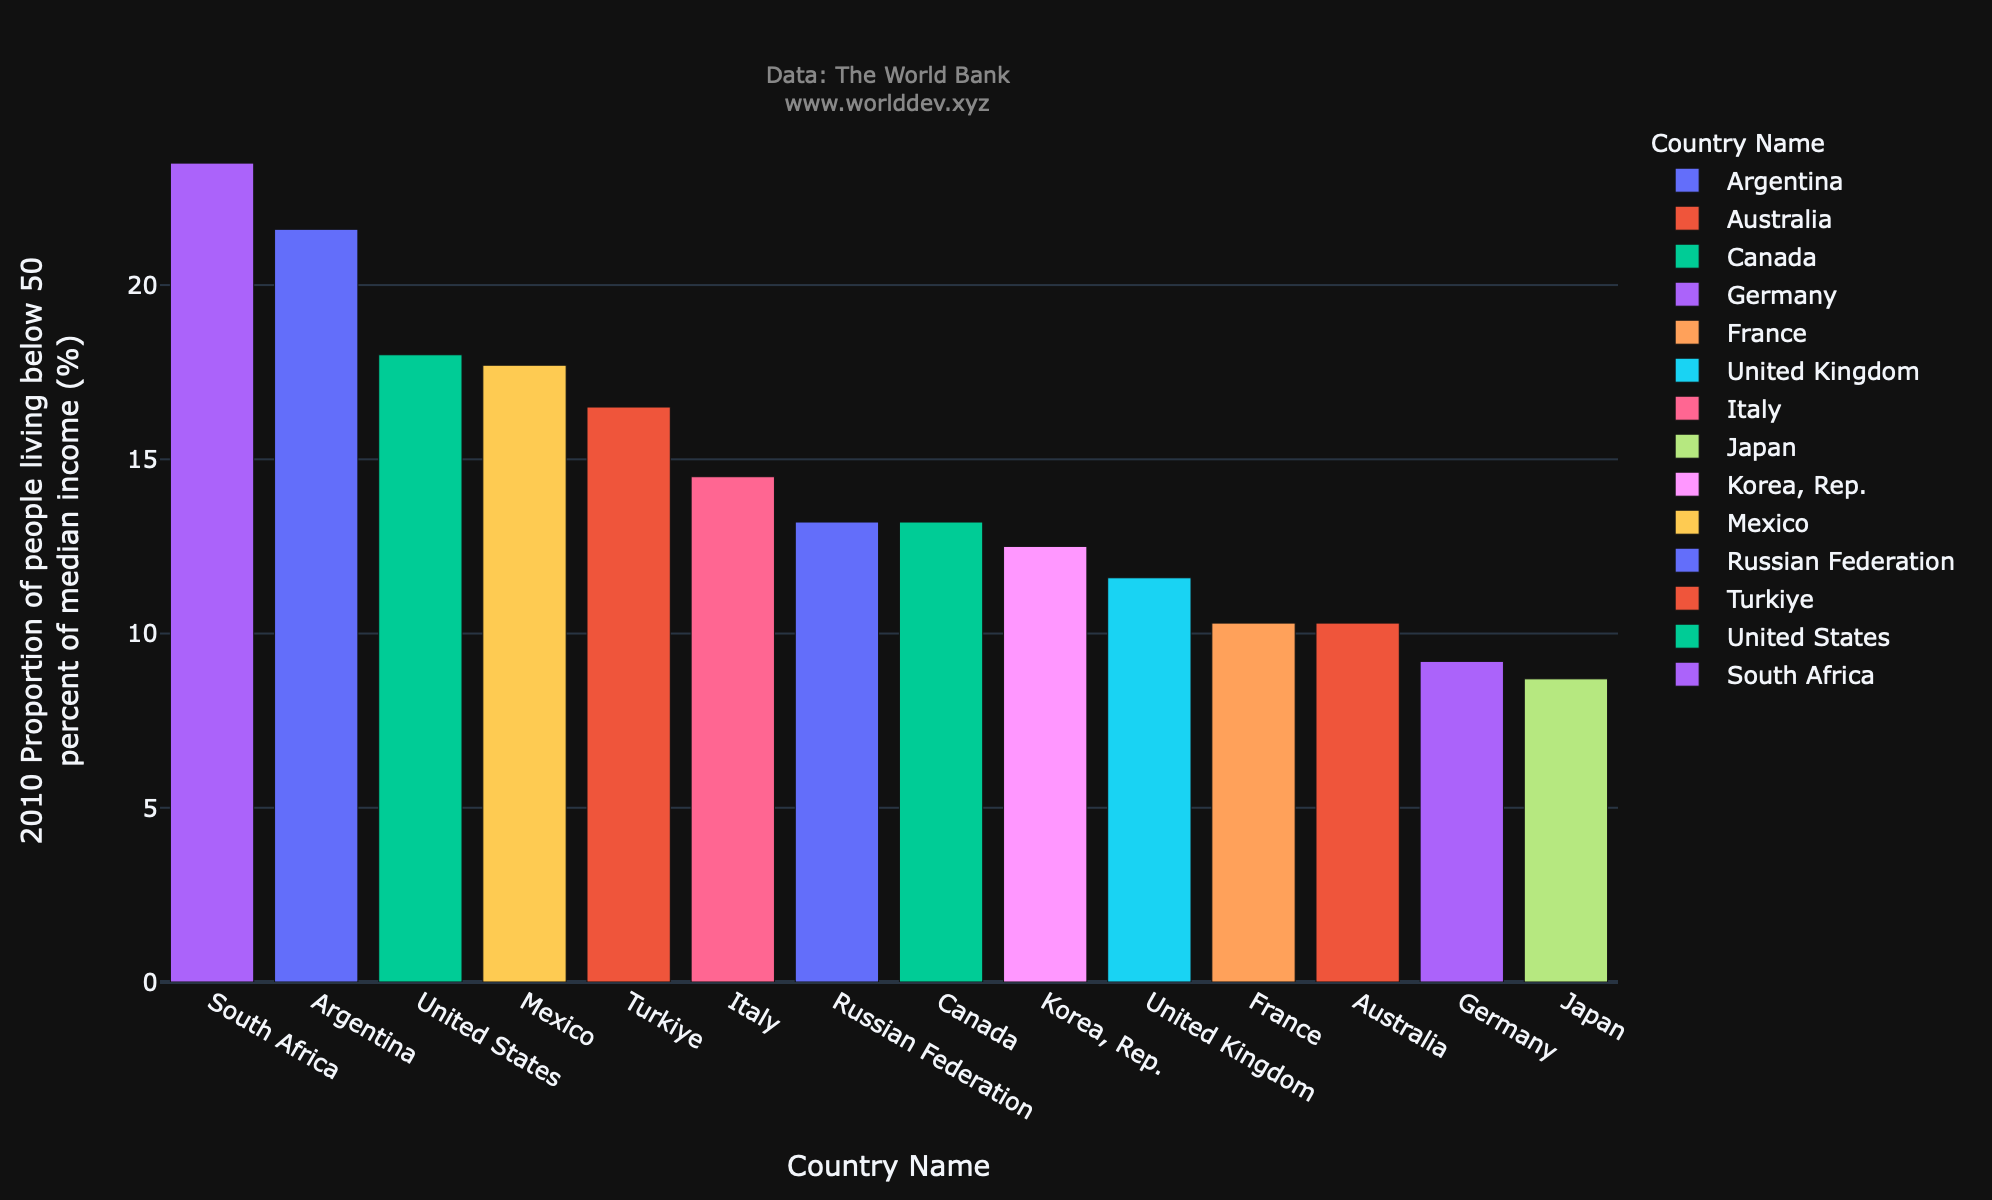 Data: The World Bank
www.worlddev.xyz
2010 Proportion of people living below 50
percent of median income (%)
20
15
10
5
0
South Africa
Argentina
United States
Mexico
Turkiye
Italy
Russian Federation
Canada
Korea, Rep.
United Kingdom
France
Australia
Germany
Japan
Country Name
Country Name
Argentina
Australia
Canada
Germany
France
United Kingdom
Italy
Japan
Korea, Rep.
Mexico
Russian Federation
Turkiye
United States
South Africa